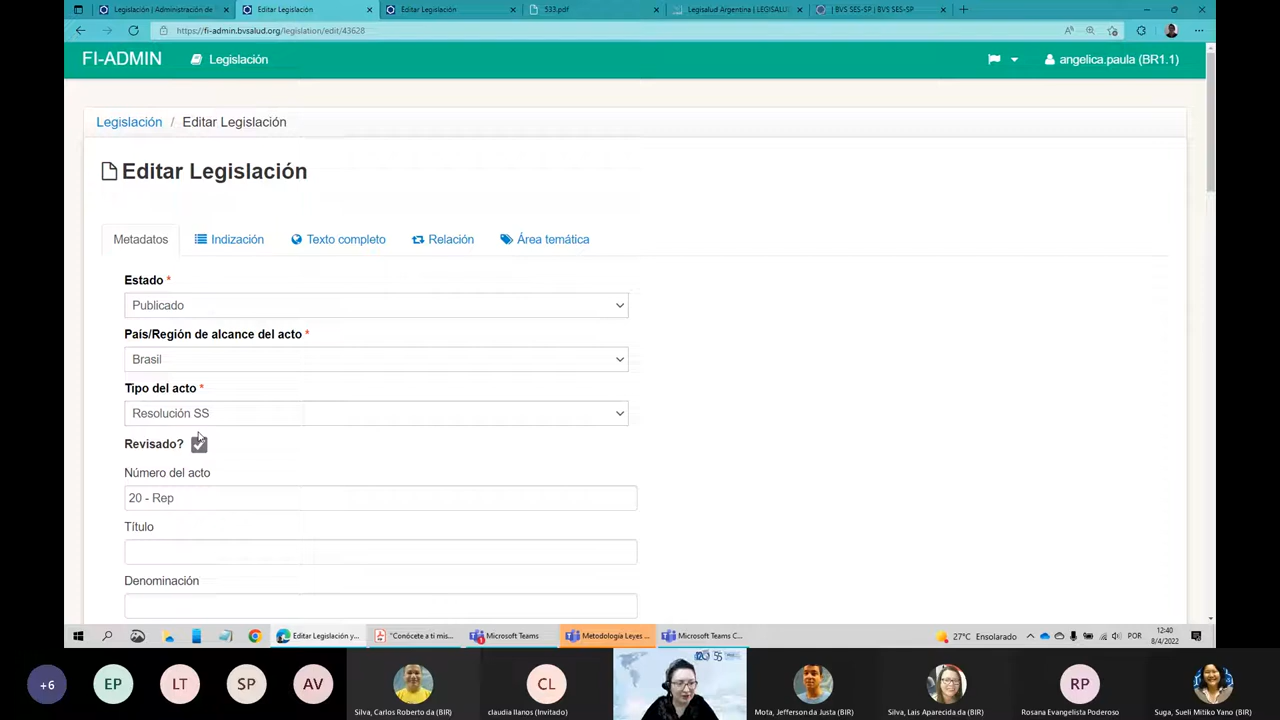 Legislación | Administración de
Editar Legislación
Editar Legislación
533.pdf
Legisalud Argentina | LEGISALU
| BVS SES-SP | BVS SES-SP
https://fi-admin.bvsalud.org/legislation/edit/43628
FI-ADMIN
Legislación
angelica.paula (BR1.1)
Legislación / Editar Legislación
Editar Legislación
Metadatos
Indización
Texto completo
Relación
Área temática
Estado *
Publicado
País/Región de alcance del acto *
Brasil
Tipo del acto *
Resolución SS
Revisado?
Número del acto
20 - Rep
Título
Denominación
Editar Legislación y...
"Conócete a ti mis...
Microsoft Teams
Metodología Leyes ...
Microsoft Teams C...
27°C Ensolarado
POR
12:40
8/4/2022
+6
EP
LT
SP
AV
Silva, Carlos Roberto da (BIR)
CL
claudia llanos (Invitado)
Mota, Jefferson da Justa (BIR)
Silva, Lais Aparecida da (BIR)
RP
Rosana Evangelista Poderoso
Suga, Sueli Mitiko Yano (BIR)